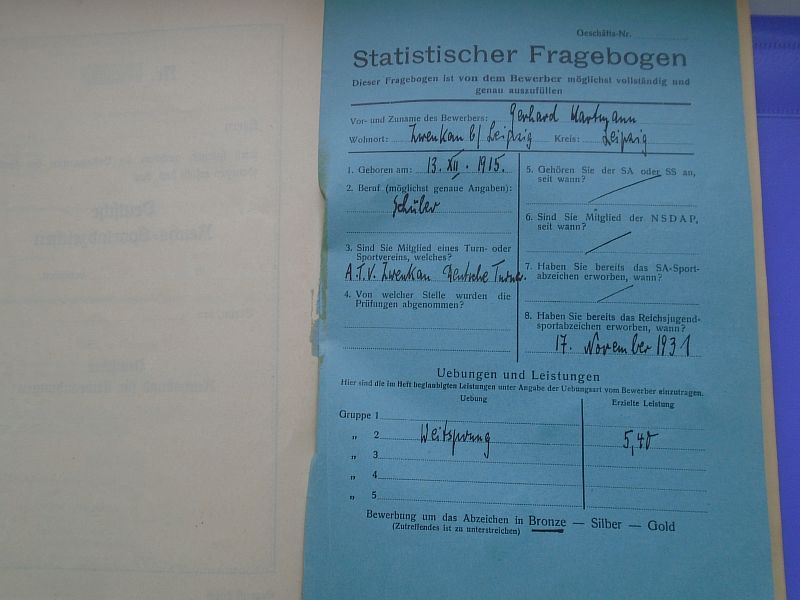 Geschäfts-Nr.
Statistischer Fragebogen
Dieser Fragebogen ist von dem Bewerber möglichst vollständig und
genau auszufüllen
Vor- und Zuname des Bewerbers: Gerhard Hartmann
Wohnort: Zwenkau b/ Leipzig Kreis: Leipzig
1. Geboren am: 13. XII. 1915.
2. Beruf (möglichst genaue Angaben):
Schüler
3. Sind Sie Mitglied eines Turn- oder
Sportvereins, welches?
A.T.V. Zwenkau Deutsche Turner.
4. Von welcher Stelle wurden die
Prüfungen abgenommen?
5. Gehören Sie der SA oder SS an,
seit wann?
6. Sind Sie Mitglied der NSDAP,
seit wann?
7. Haben Sie bereits das SA-Sport-
abzeichen erworben, wann?
8. Haben Sie bereits das Reichsjugend-
sportabzeichen erworben, wann?
17. November 1931
Uebungen und Leistungen
Hier sind die im Heft beglaubigten Leistungen unter Angabe der Uebungsart vom Bewerber einzutragen.
Uebung Erzielte Leistung
Gruppe 1
„ 2 Weitsprung 5,40
„ 3
„ 4
„ 5
Bewerbung um das Abzeichen in Bronze — Silber — Gold
(Zutreffendes ist zu unterstreichen)